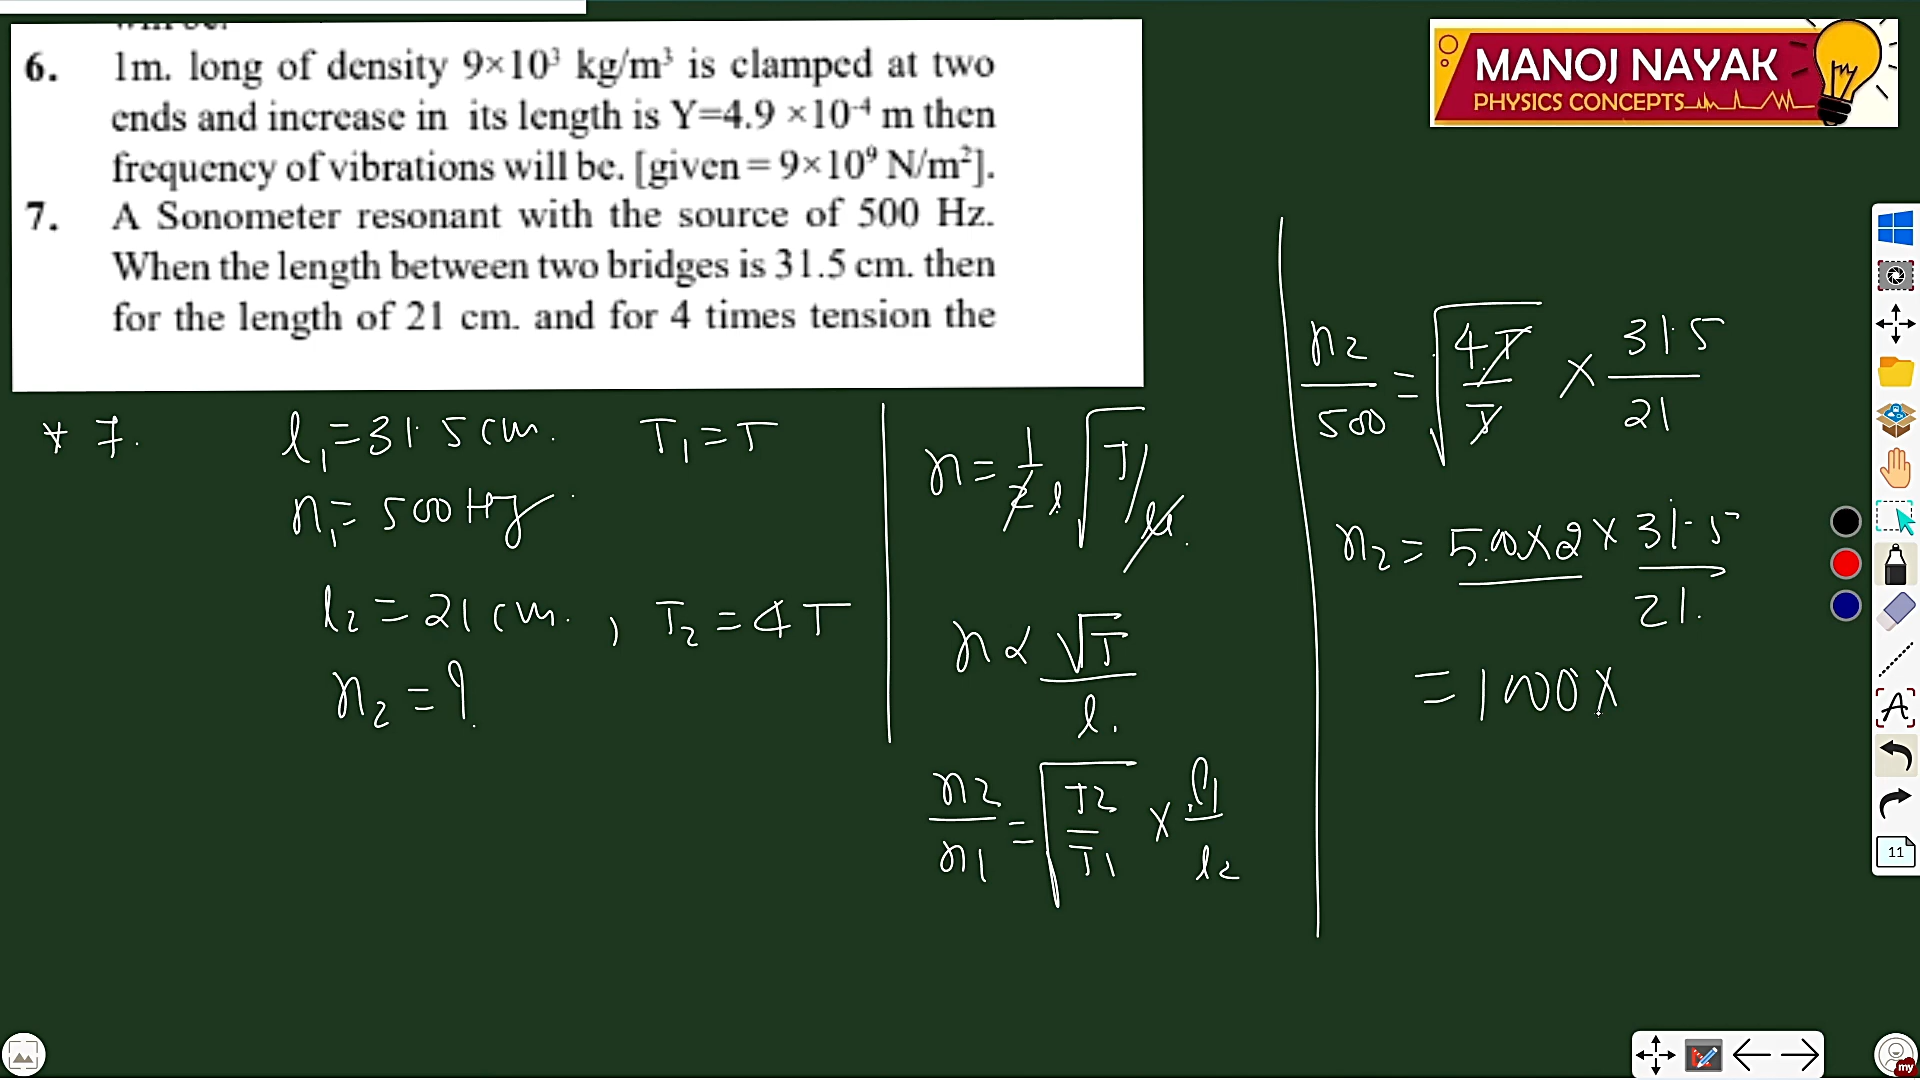 6. 1m. long of density 9×10³ kg/m³ is clamped at two
ends and increase in its length is Y=4.9 ×10⁻⁴ m then
frequency of vibrations will be. [given = 9×10⁹ N/m²].
7. A Sonometer resonant with the source of 500 Hz.
When the length between two bridges is 31.5 cm. then
for the length of 21 cm. and for 4 times tension the
MANOJ NAYAK
PHYSICS CONCEPTS
* 7. l₁ = 31.5 cm. T₁ = T
n₁ = 500 Hz
l₂ = 21 cm. , T₂ = 4T
n₂ = ?
n = 1/2l √T/μ
n ∝ √T/l.
n2/n1 = √T2/T1 × l1/l2
n2/500 = √4T/T × 31.5/21
n₂ = 500×2 × 31.5/21.
= 1000 ×
11
my